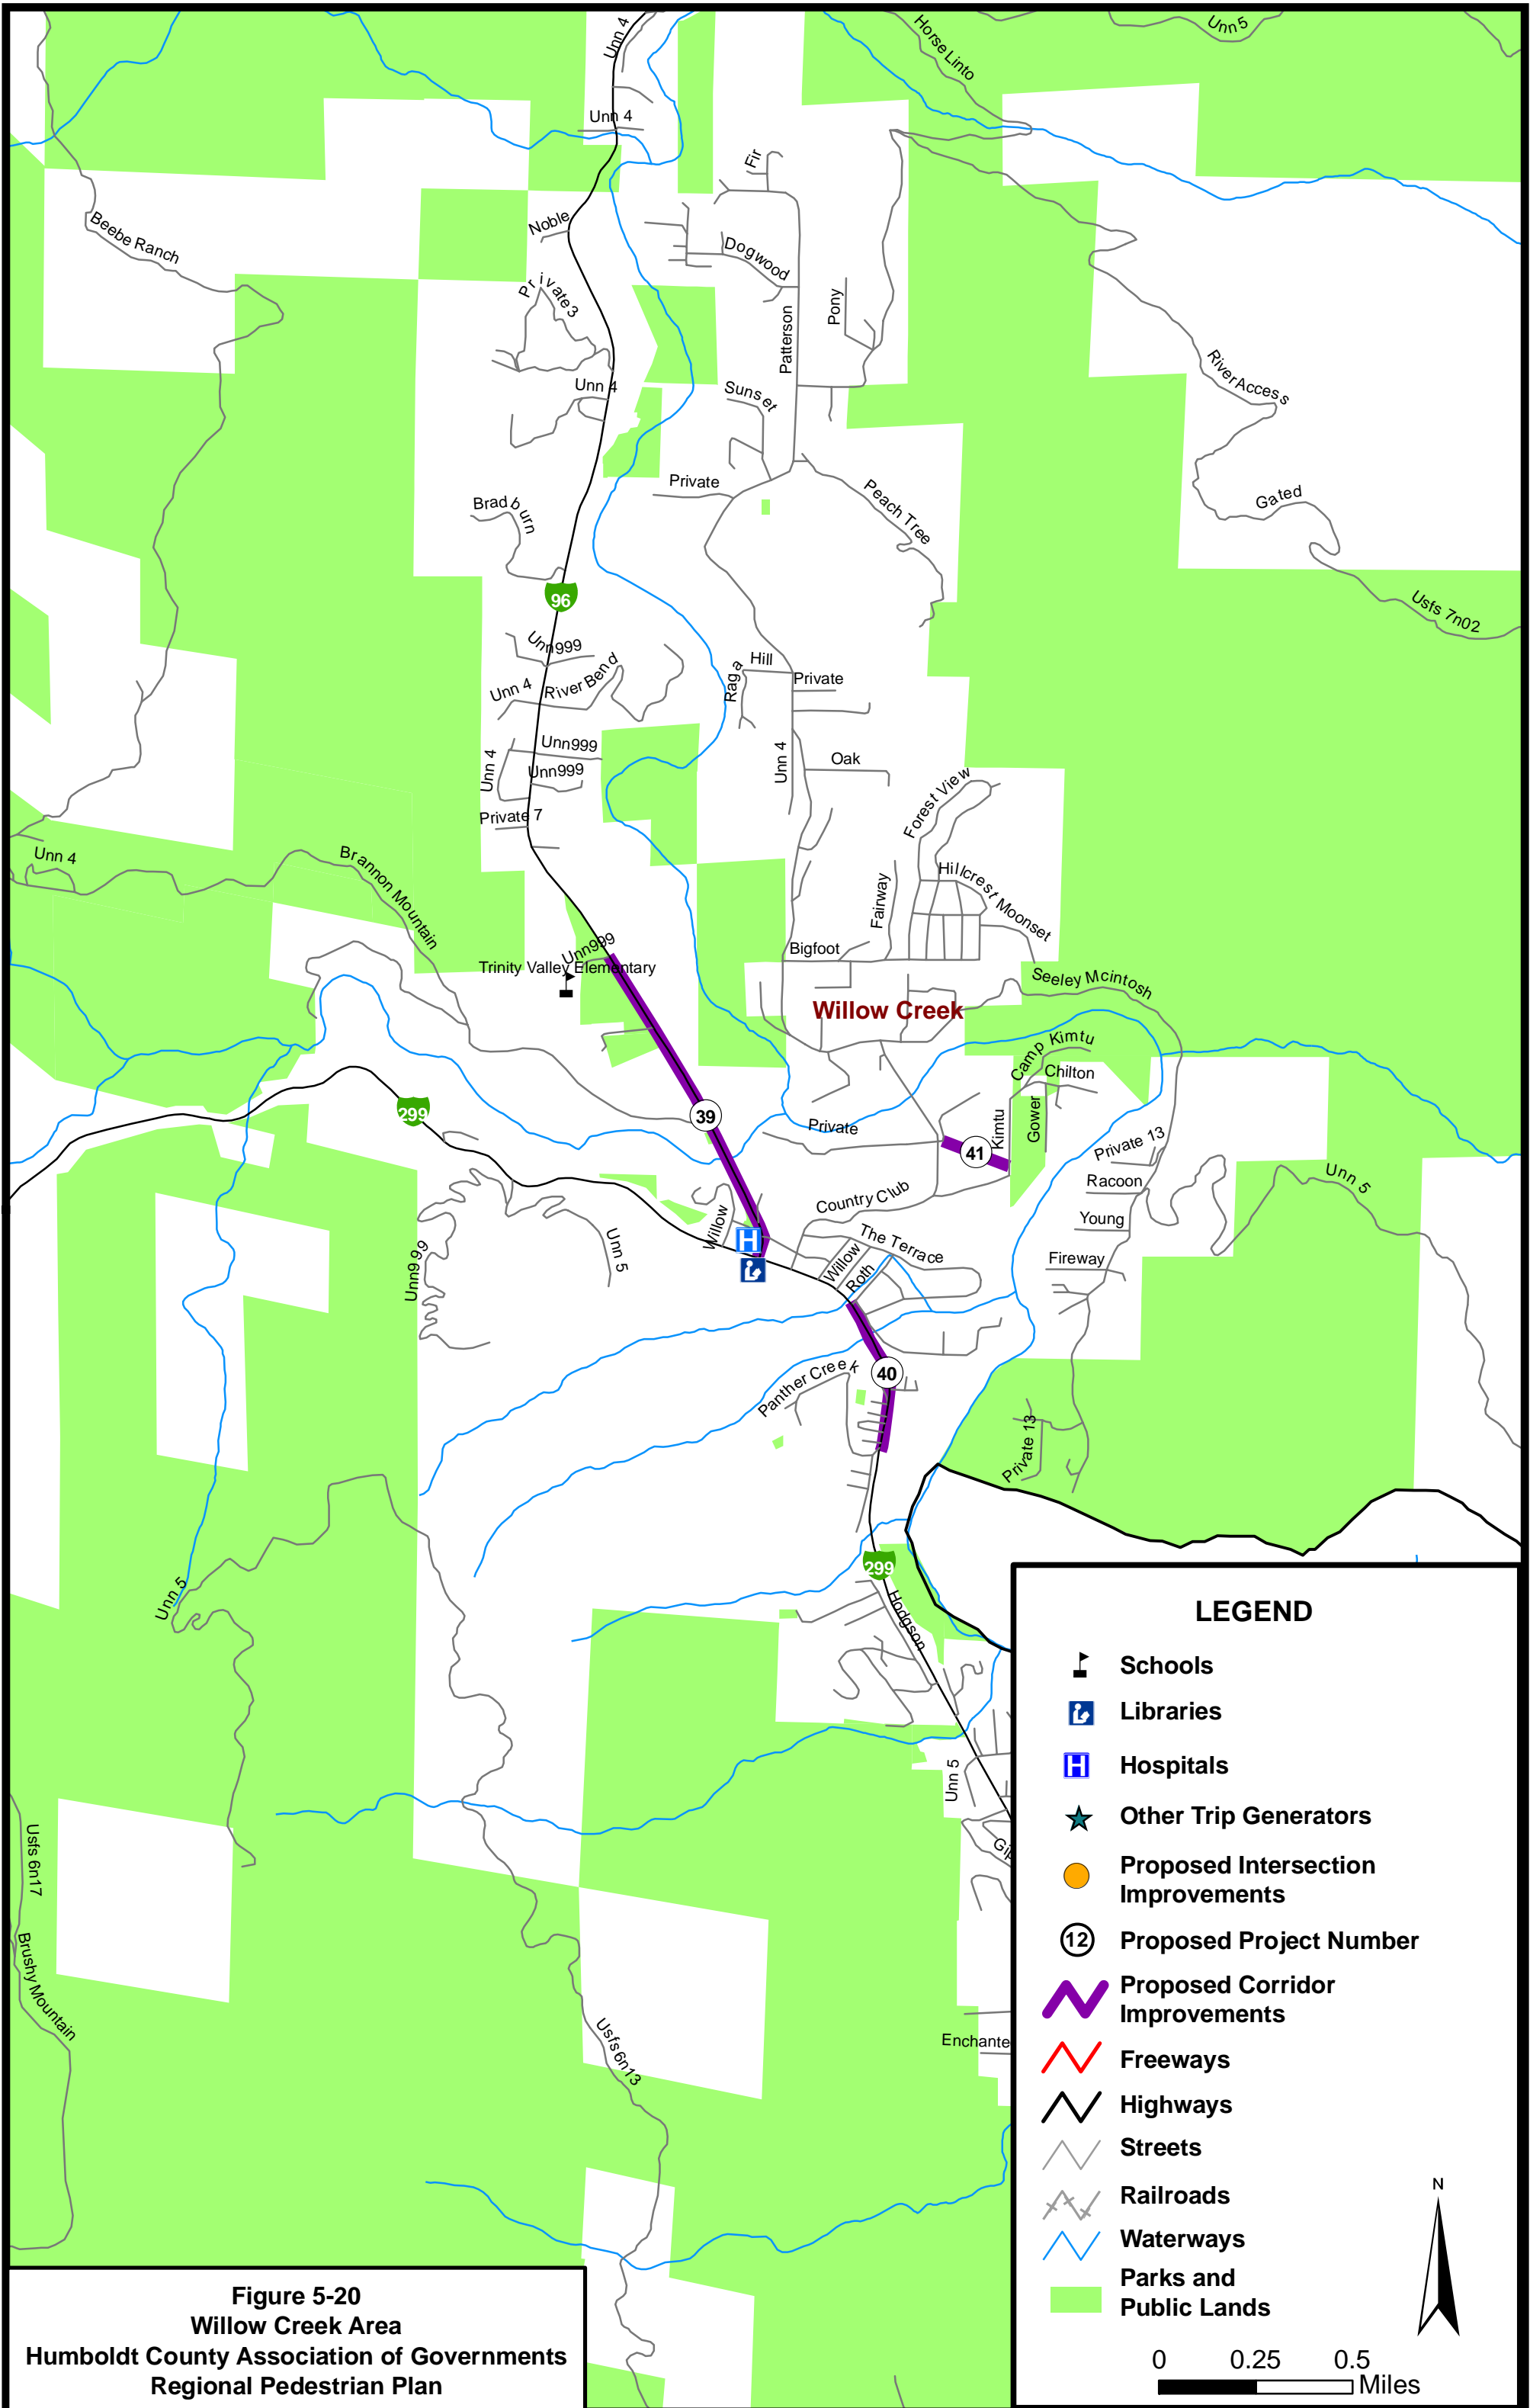 Unn 4
Horse Linto
Unn 5
Unn 4
Fir
Beebe Ranch
Noble
Dogwood
Private 3
Pony
Patterson
Unn 4
Sunset
River Access
Private
Peach Tree
Gated
Bradburn
96
Usfs 7n02
Unn999
Hill
Raga
Private
Unn 4
River Bend
Unn999
Unn 4
Unn 4
Oak
Unn999
Forest View
Private 7
Unn 4
Brannon Mountain
Hillcrest
Moonset
Fairway
Unn999
Bigfoot
Trinity Valley Elementary
Seeley Mcintosh
Willow Creek
Camp Kimtu
Chilton
299
39
Gower
Kimtu
Private
41
Private 13
Racoon
Unn 5
Country Club
Young
Willow
H
The Terrace
Unn 5
Fireway
Willow
Roth
Unn999
40
Panther Creek
Private 13
299
Unn 5
Hodgson
Unn 5
Usfs 6n17
Gip
Brushy Mountain
Usfs6n13
Enchante
LEGEND
Schools
Libraries
H
Hospitals
Other Trip Generators
Proposed Intersection
Improvements
12
Proposed Project Number
Proposed Corridor
Improvements
Freeways
Highways
Streets
Railroads
N
Waterways
Parks and
Public Lands
0 0.25 0.5
Miles
Figure 5-20
Willow Creek Area
Humboldt County Association of Governments
Regional Pedestrian Plan